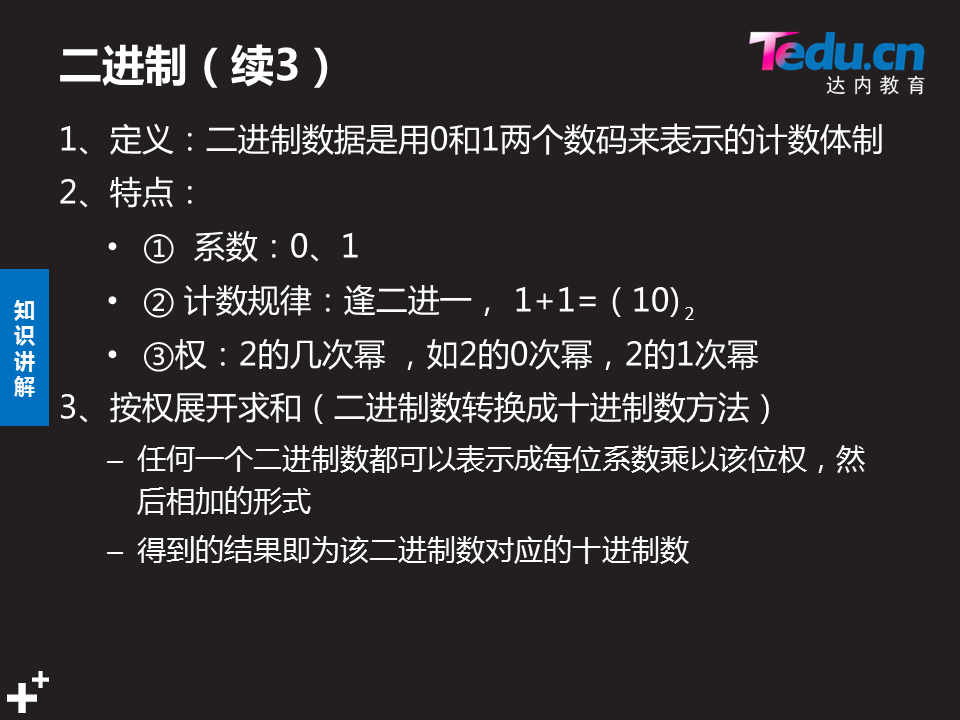 二进制（续3）
Tedu.cn
达内教育
1、定义：二进制数据是用0和1两个数码来表示的计数体制
2、特点：
• ① 系数：0、1
• ② 计数规律：逢二进一， 1+1=（10)2
• ③权：2的几次幂 ，如2的0次幂，2的1次幂
知识讲解
3、按权展开求和（二进制数转换成十进制数方法）
– 任何一个二进制数都可以表示成每位系数乘以该位权，然
后相加的形式
– 得到的结果即为该二进制数对应的十进制数